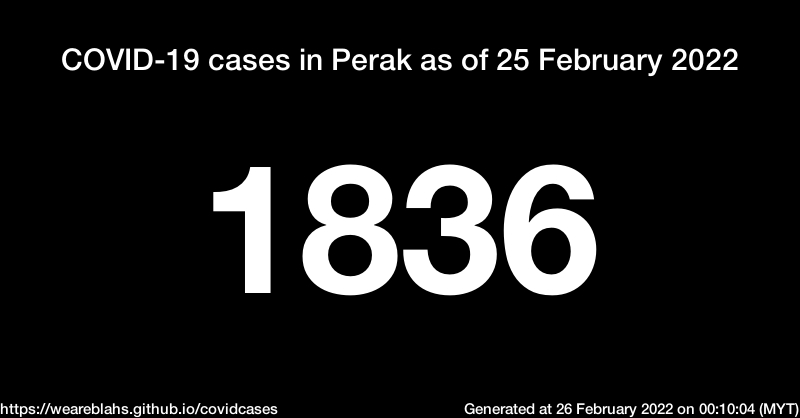 COVID-19 cases in Perak as of 25 February 2022
1836
https://weareblahs.github.io/covidcases
Generated at 26 February 2022 on 00:10:04 (MYT)